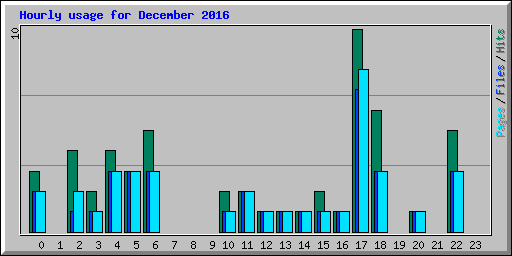 Hourly usage for December 2016
10
Pages / Files / Hits
0 1 2 3 4 5 6 7 8 9 10 11 12 13 14 15 16 17 18 19 20 21 22 23